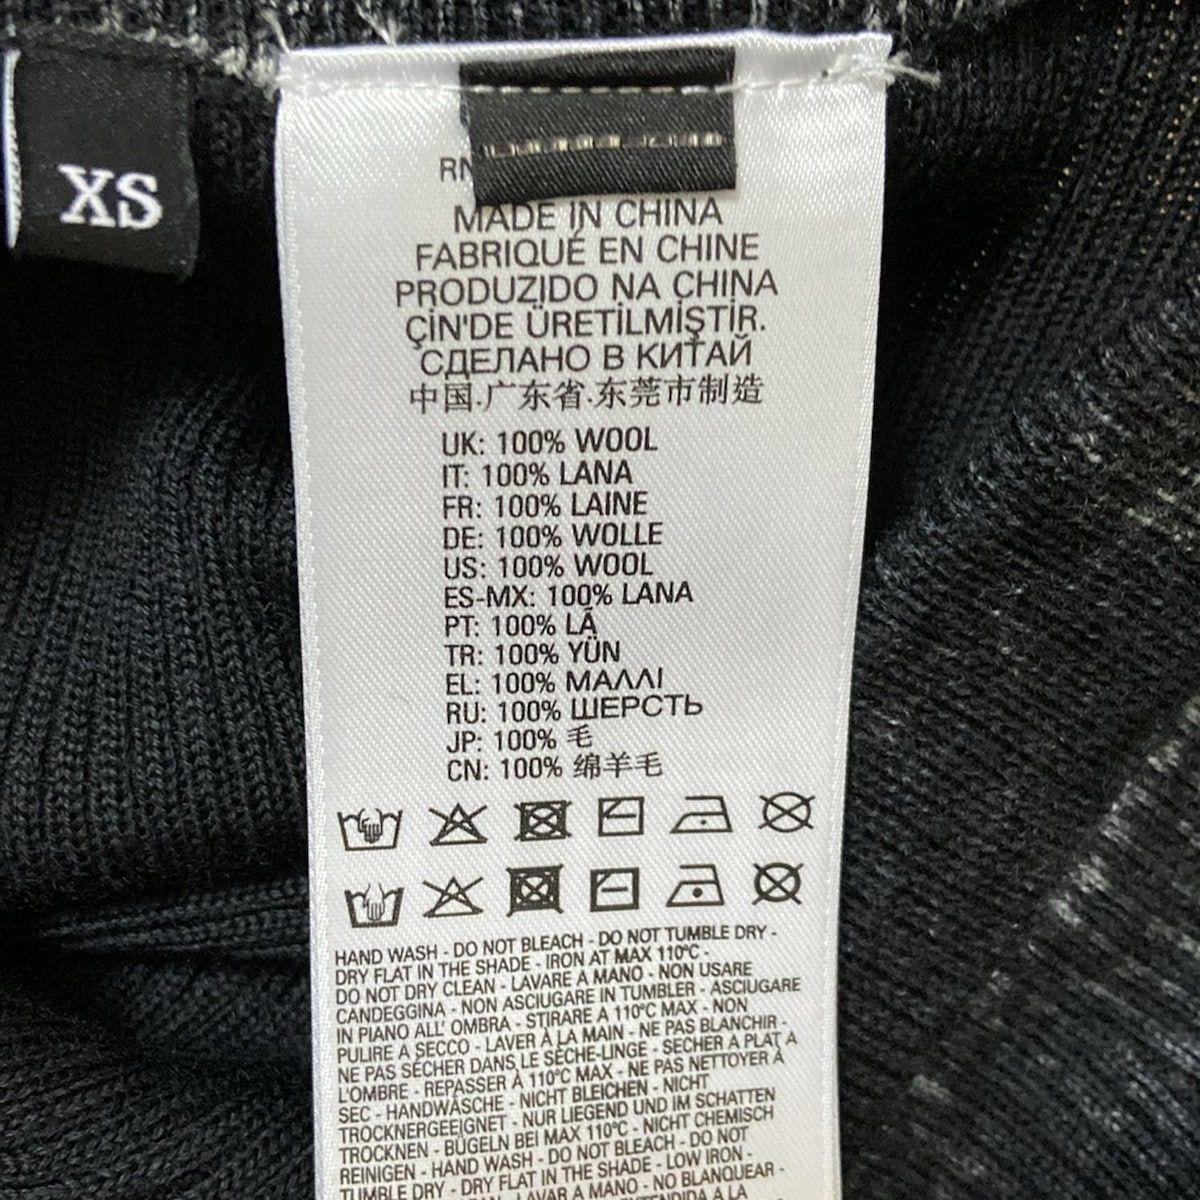 XS
RN
MADE IN CHINA
FABRIQUÉ EN CHINE
PRODUZIDO NA CHINA
ÇİN'DE ÜRETİLMİŞTİR.
СДЕЛАНО В КИТАЙ
中国.广东省.东莞市制造
UK: 100% WOOL
IT: 100% LANA
FR: 100% LAINE
DE: 100% WOLLE
US: 100% WOOL
ES-MX: 100% LANA
PT: 100% LÃ
TR: 100% YÜN
EL: 100% ΜΑΛΛΙ
RU: 100% ШЕРСТЬ
JP: 100% 毛
CN: 100% 绵羊毛
HAND WASH - DO NOT BLEACH - DO NOT TUMBLE DRY -
DRY FLAT IN THE SHADE - IRON AT MAX 110°C -
DO NOT DRY CLEAN - LAVARE A MANO - NON USARE
CANDEGGINA - NON ASCIUGARE IN TUMBLER - ASCIUGARE
IN PIANO ALL' OMBRA - STIRARE A 110°C MAX - NON
PULIRE A SECCO - LAVER À LA MAIN - NE PAS BLANCHIR -
NE PAS SÉCHER DANS LE SÈCHE-LINGE - SECHER A PLAT A
L'OMBRE - REPASSER À 110°C MAX - NE PAS NETTOYER À
SEC - HANDWÄSCHE - NICHT BLEICHEN - NICHT
TROCKNERGEEIGNET - NUR LIEGEND UND IM SCHATTEN
TROCKNEN - BÜGELN BEI MAX 110°C - NICHT CHEMISCH
REINIGEN - HAND WASH - DO NOT BLEACH - DO NOT
TUMBLE DRY - DRY FLAT IN THE SHADE - LOW IRON -
LAVAR A MANO - NO BLANQUEAR -
EXTENDIDA A LA